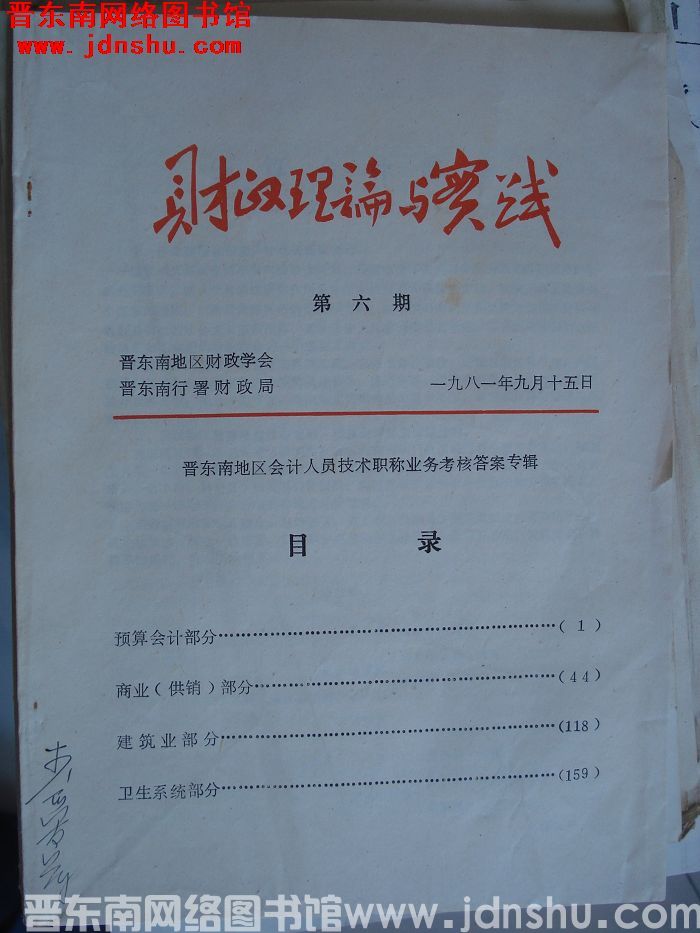 晋东南网络图书馆
www.jdnshu.com
财政理論与实践
第六期
晋东南地区财政学会
晋东南行署财政局
一九八一年九月十五日
晋东南地区会计人员技术职称业务考核答案专辑
目录
预算会计部分……(1)
商业(供销)部分……(44)
建筑业部分……(118)
卫生系统部分……(159)
晋东南网络图书馆www.jdnshu.com